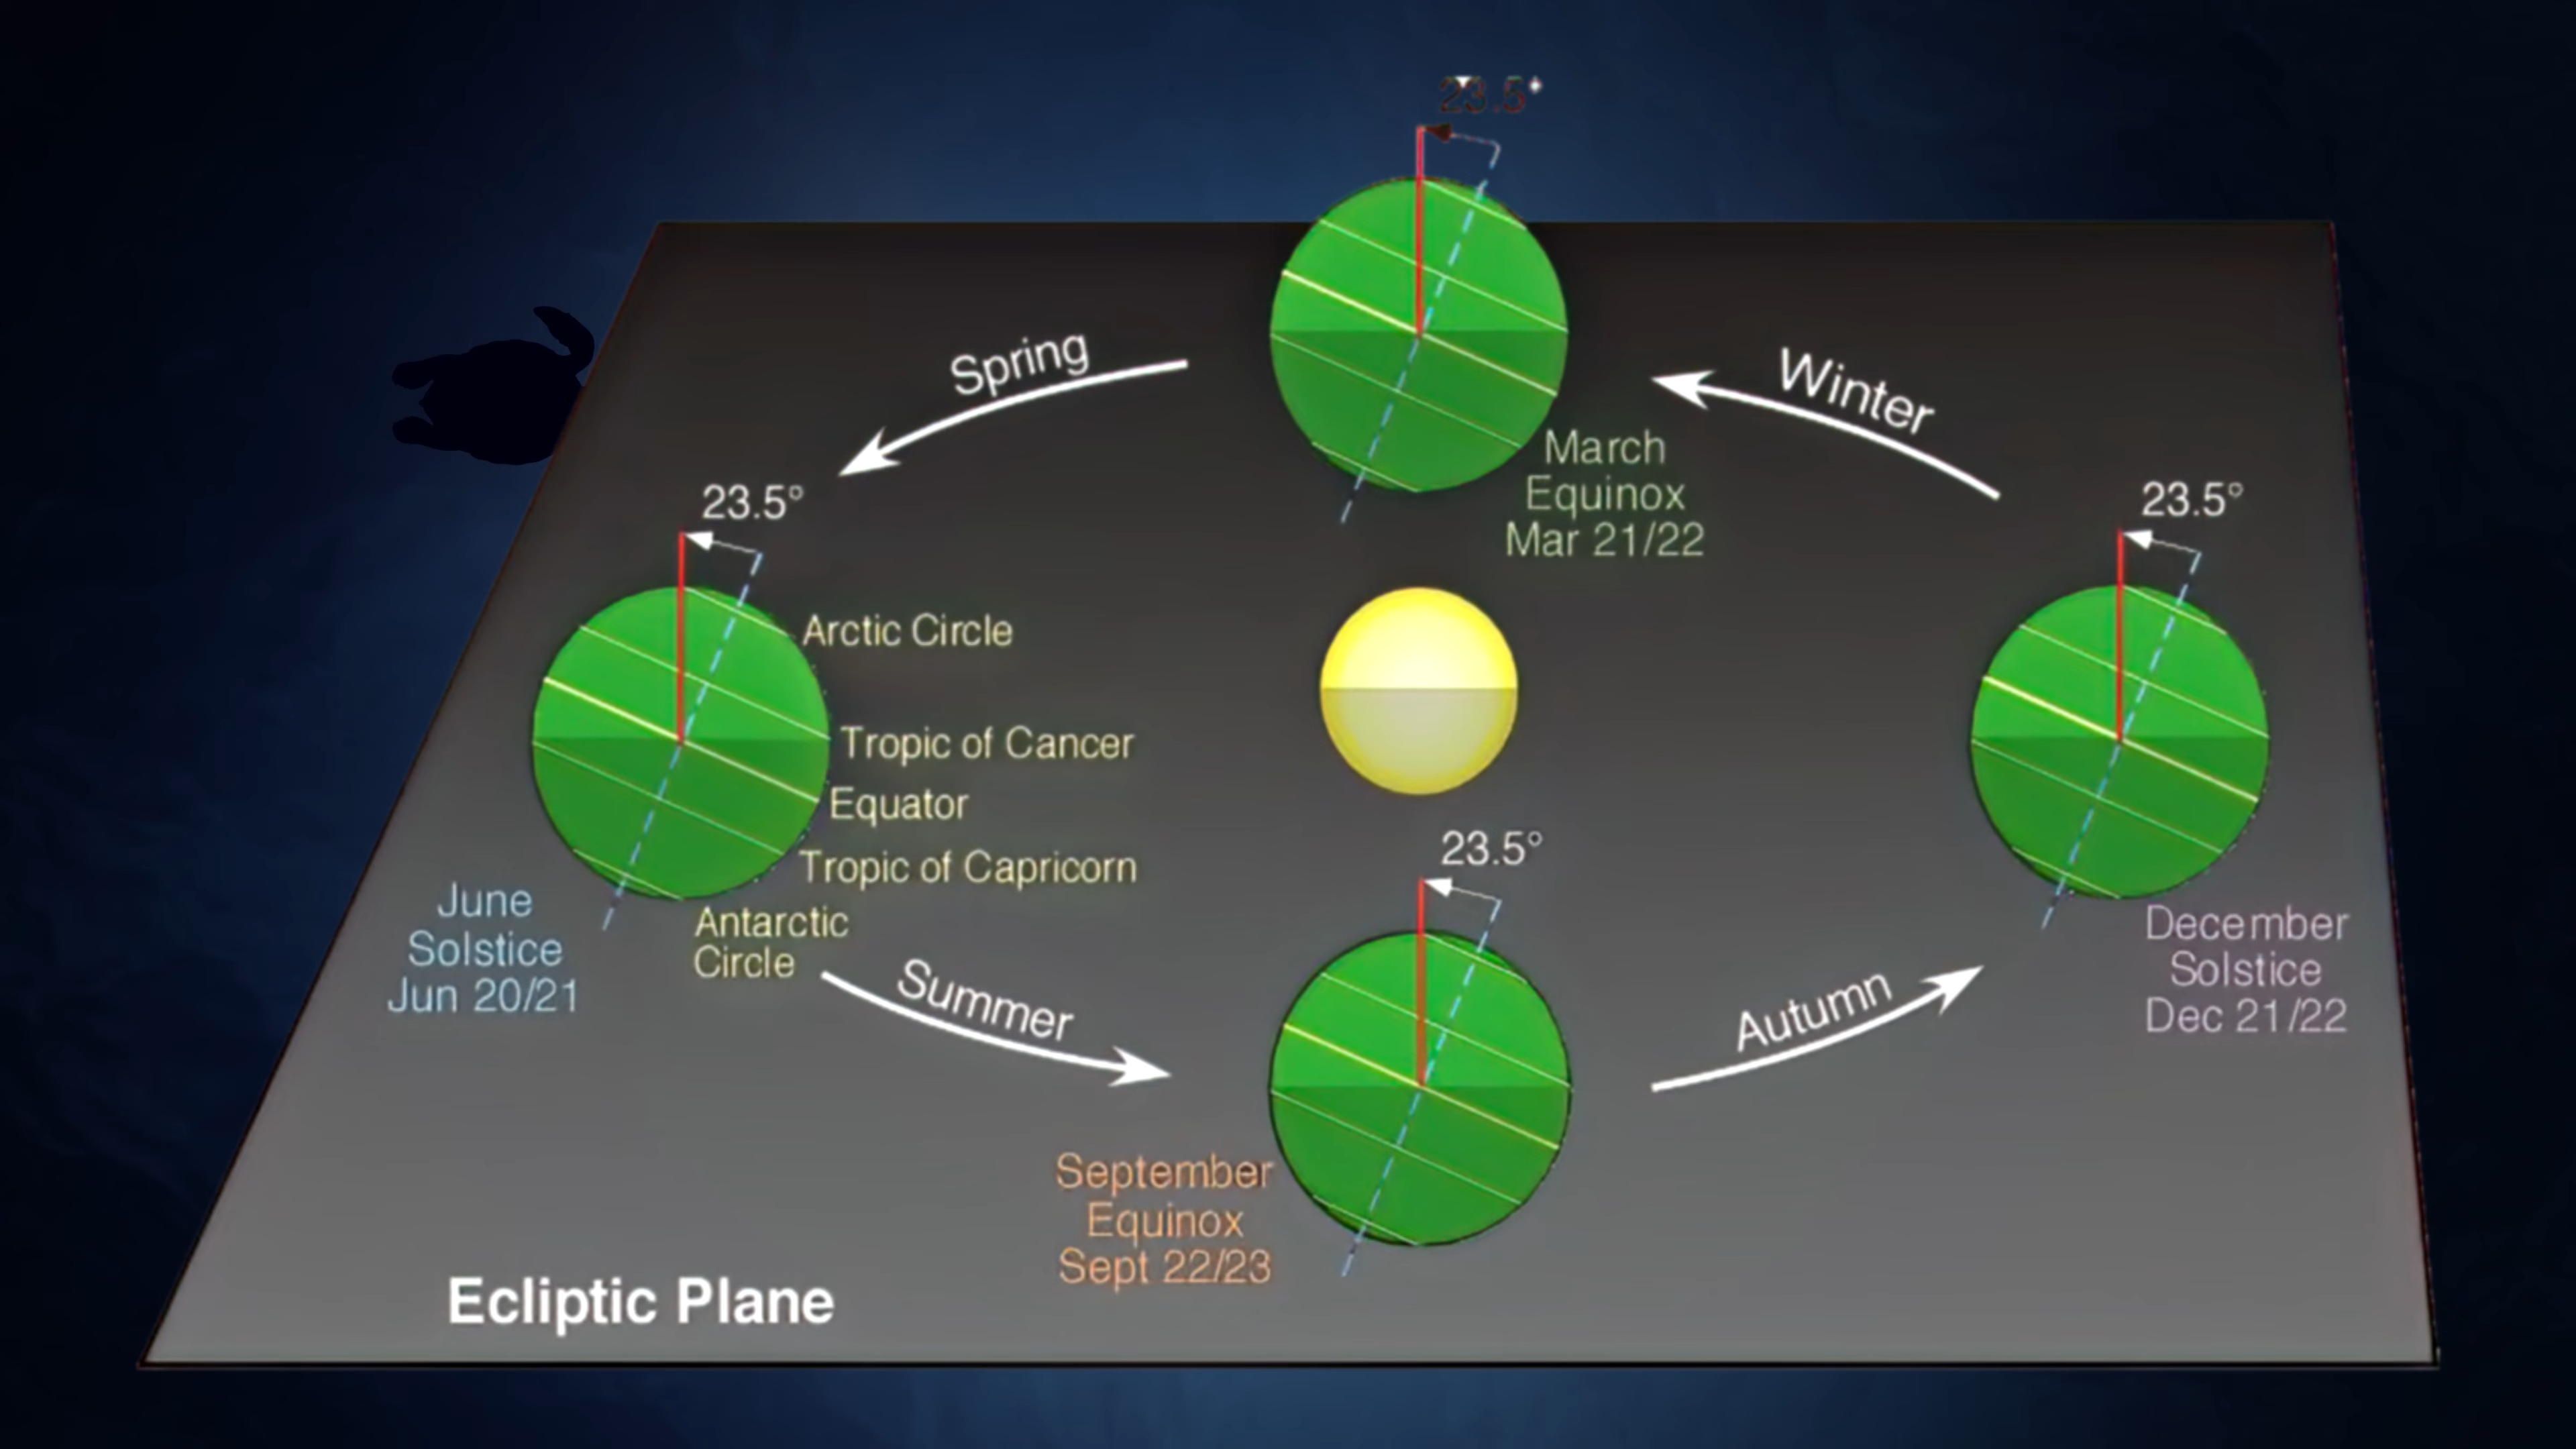 23.5°
Spring
Winter
March
Equinox
Mar 21/22
23.5°
23.5°
Arctic Circle
Tropic of Cancer
Equator
Tropic of Capricorn
Antarctic
Circle
June
Solstice
Jun 20/21
23.5°
Summer
Autumn
December
Solstice
Dec 21/22
September
Equinox
Sept 22/23
Ecliptic Plane